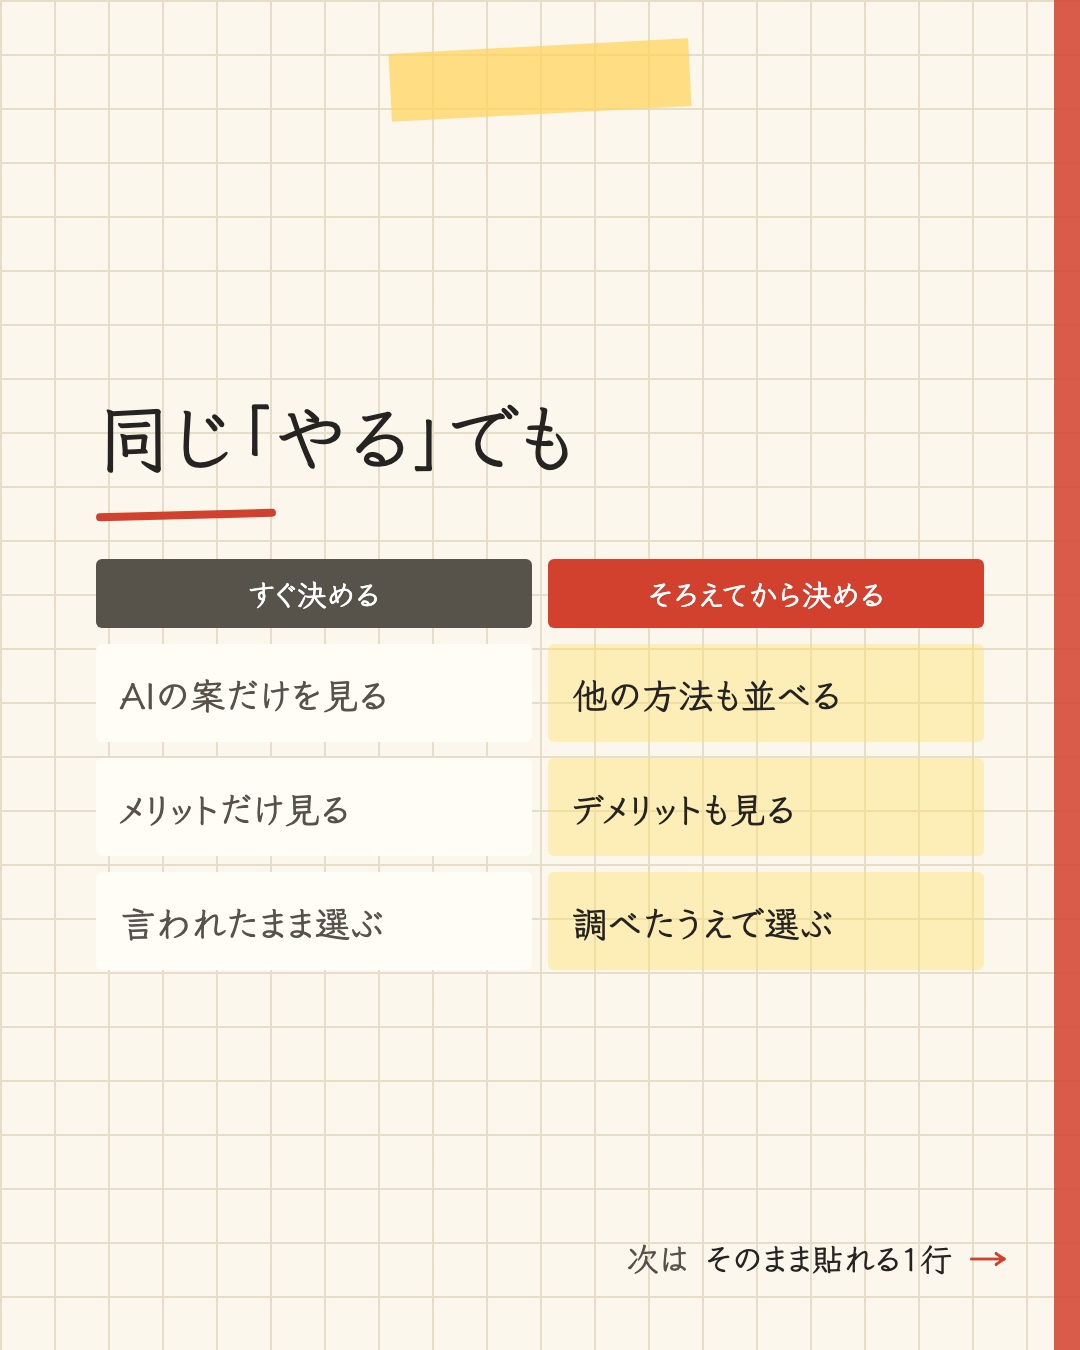 同じ「やる」でも
すぐ決める
そろえてから決める
AIの案だけを見る
他の方法も並べる
メリットだけ見る
デメリットも見る
言われたまま選ぶ
調べたうえで選ぶ
次は そのまま貼れる1行 →